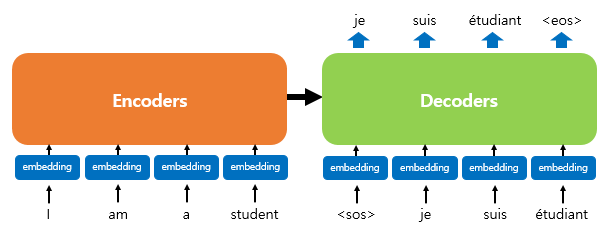 je suis étudiant <eos>
Encoders Decoders
embedding embedding embedding embedding embedding embedding embedding embedding
I am a student <sos> je suis étudiant